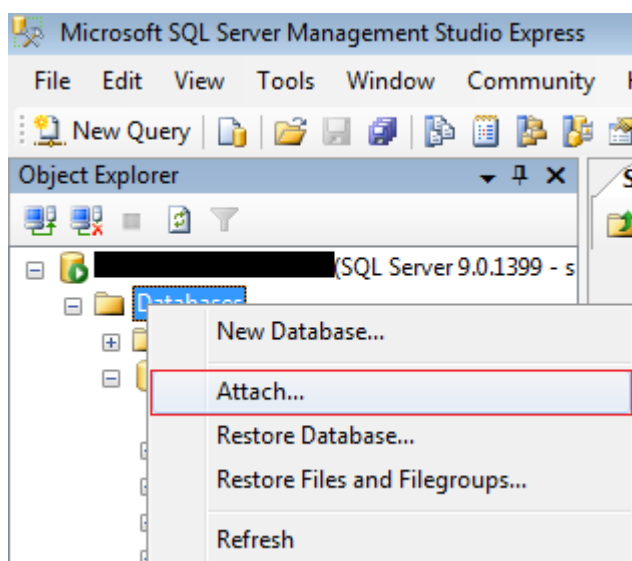 Microsoft SQL Server Management Studio Express
File Edit View Tools Window Community
New Query
Object Explorer
(SQL Server 9.0.1399 - s
Databases
New Database...
Attach...
Restore Database...
Restore Files and Filegroups...
Refresh